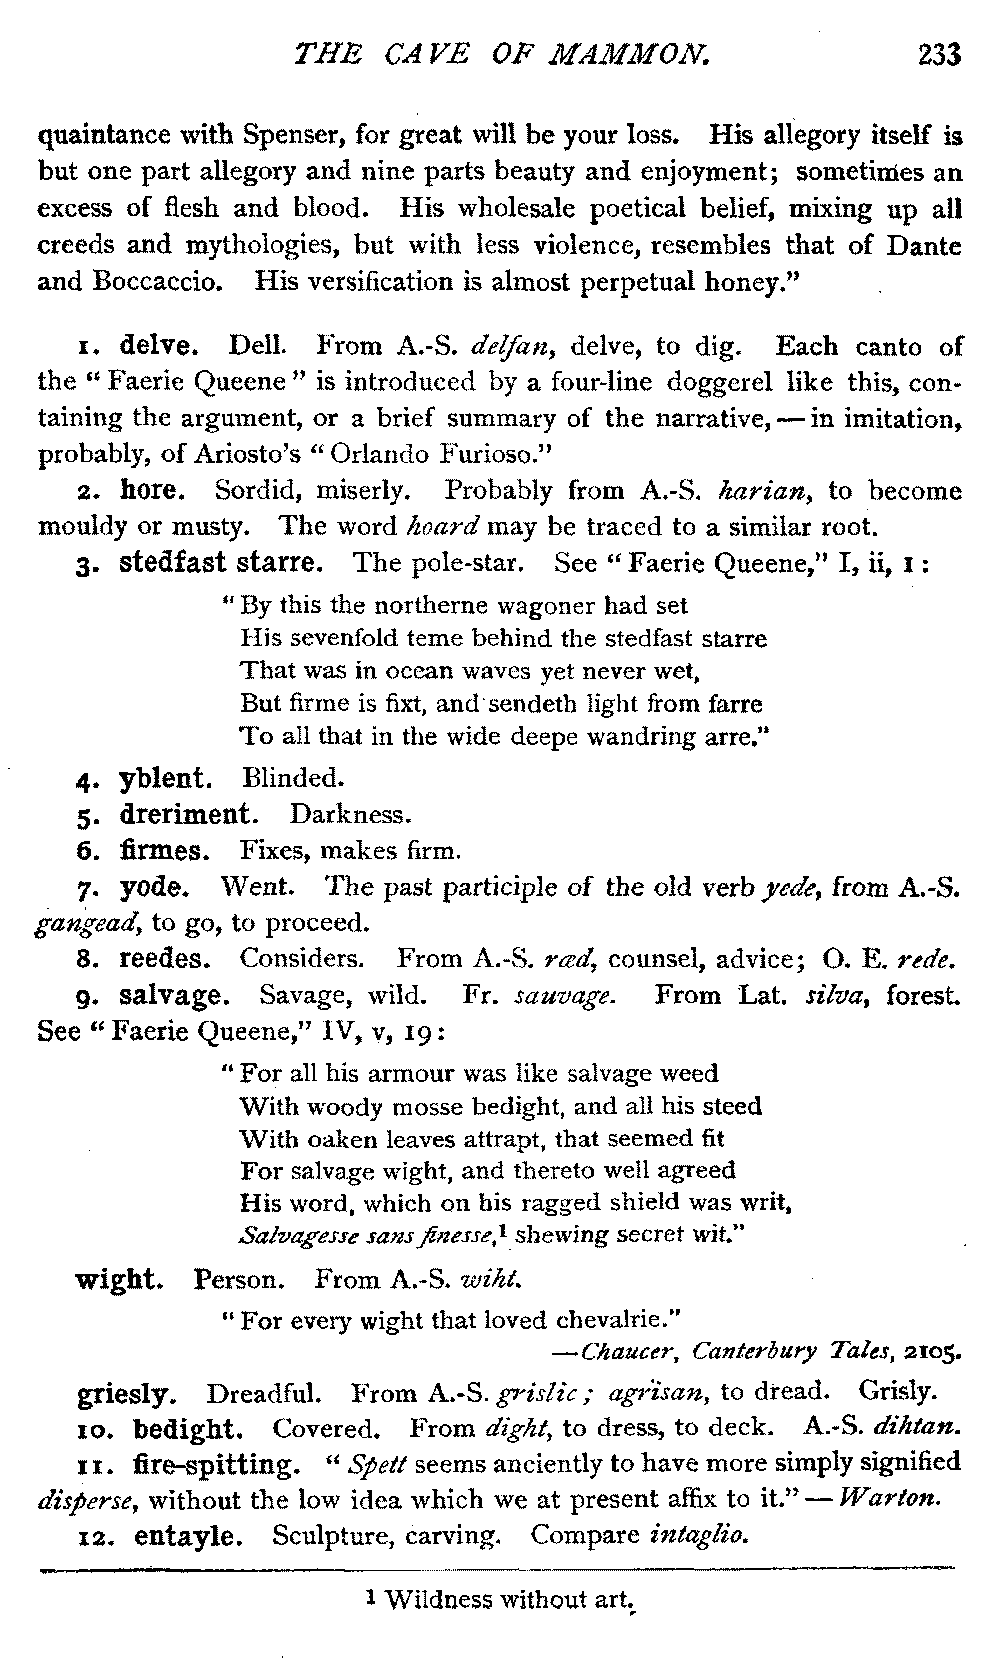 THE CAVE OF MAMMON. 233
quaintance with Spenser, for great will be your loss. His allegory itself is
but one part allegory and nine parts beauty and enjoyment; sometimes an
excess of flesh and blood. His wholesale poetical belief, mixing up all
creeds and mythologies, but with less violence, resembles that of Dante
and Boccaccio. His versification is almost perpetual honey.”
1. delve. Dell. From A.-S. delfan, delve, to dig. Each canto of
the “Faerie Queene” is introduced by a four-line doggerel like this, con-
taining the argument, or a brief summary of the narrative,—in imitation,
probably, of Ariosto's “Orlando Furioso.”
2. hore. Sordid, miserly. Probably from A.-S. harian, to become
mouldy or musty. The word hoard may be traced to a similar root.
3. stedfast starre. The pole-star. See “Faerie Queene,” I, ii, 1:
“By this the northerne wagoner had set
His sevenfold teme behind the stedfast starre
That was in ocean waves yet never wet,
But firme is fixt, and sendeth light from farre
To all that in the wide deepe wandring arre.”
4. yblent. Blinded.
5. dreriment. Darkness.
6. firmes. Fixes, makes firm.
7. yode. Went. The past participle of the old verb yede, from A.-S.
gangead, to go, to proceed.
8. reedes. Considers. From A.-S. ræd, counsel, advice; O. E. rede.
9. salvage. Savage, wild. Fr. sauvage. From Lat. silva, forest.
See “Faerie Queene,” IV, v, 19:
“For all his armour was like salvage weed
With woody mosse bedight, and all his steed
With oaken leaves attrapt, that seemed fit
For salvage wight, and thereto well agreed
His word, which on his ragged shield was writ,
Salvagesse sans finesse,¹ shewing secret wit.”
wight. Person. From A.-S. wiht.
“For every wight that loved chevalrie.”
—Chaucer, Canterbury Tales, 2105.
griesly. Dreadful. From A.-S. grislic; agrisan, to dread. Grisly.
10. bedight. Covered. From dight, to dress, to deck. A.-S. dihtan.
11. fire-spitting. “Spett seems anciently to have more simply signified
disperse, without the low idea which we at present affix to it.”—Warton.
12. entayle. Sculpture, carving. Compare intaglio.
1 Wildness without art.